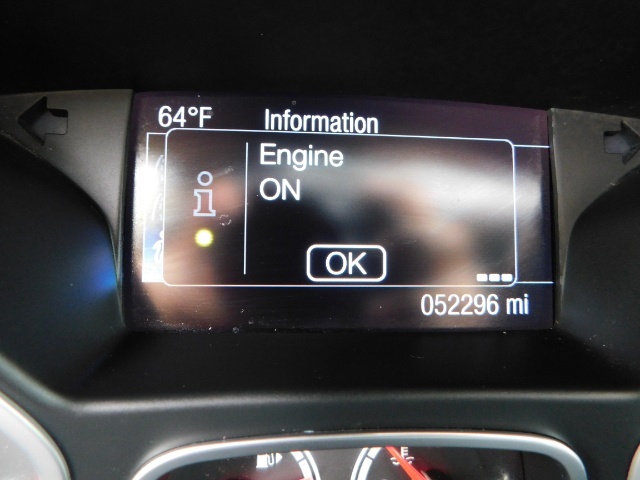 64°F Information
Engine
ON
OK
052296 mi
E